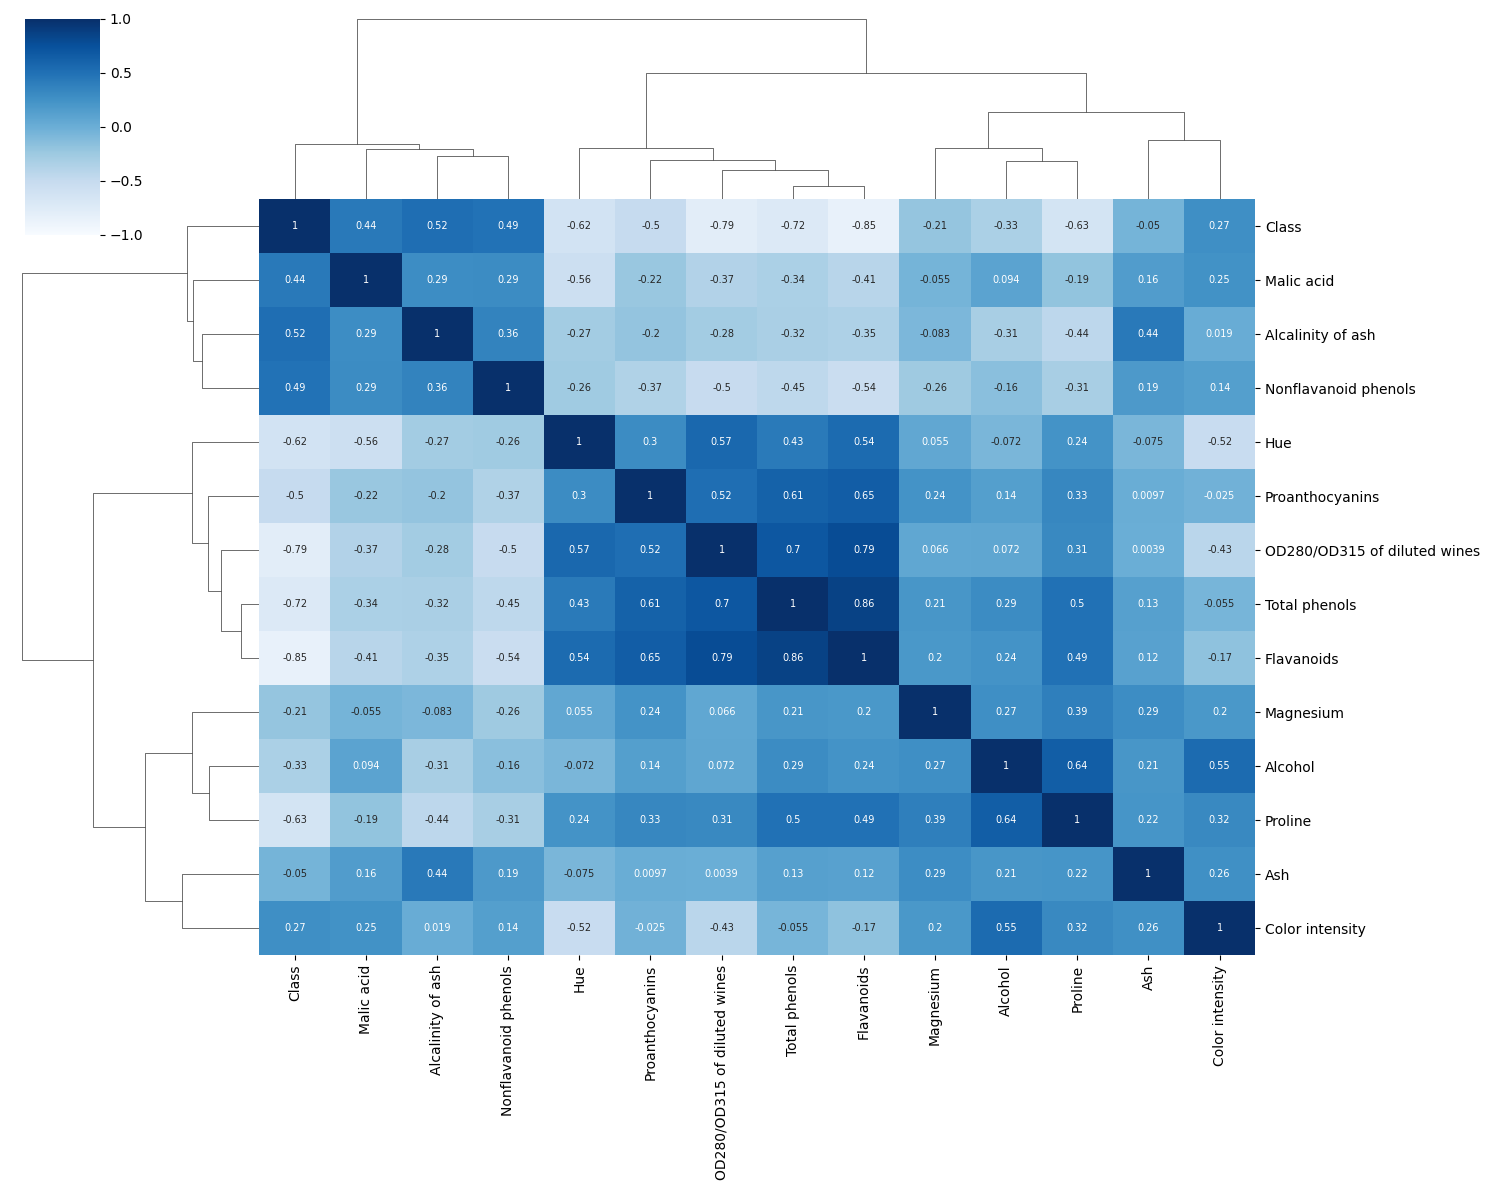 1.0
0.5
0.0
−0.5
−1.0
1 0.44 0.52 0.49 -0.62 -0.5 -0.79 -0.72 -0.85 -0.21 -0.33 -0.63 -0.05 0.27 Class
0.44 1 0.29 0.29 -0.56 -0.22 -0.37 -0.34 -0.41 -0.055 0.094 -0.19 0.16 0.25 Malic acid
0.52 0.29 1 0.36 -0.27 -0.2 -0.28 -0.32 -0.35 -0.083 -0.31 -0.44 0.44 0.019 Alcalinity of ash
0.49 0.29 0.36 1 -0.26 -0.37 -0.5 -0.45 -0.54 -0.26 -0.16 -0.31 0.19 0.14 Nonflavanoid phenols
-0.62 -0.56 -0.27 -0.26 1 0.3 0.57 0.43 0.54 0.055 -0.072 0.24 -0.075 -0.52 Hue
-0.5 -0.22 -0.2 -0.37 0.3 1 0.52 0.61 0.65 0.24 0.14 0.33 0.0097 -0.025 Proanthocyanins
-0.79 -0.37 -0.28 -0.5 0.57 0.52 1 0.7 0.79 0.066 0.072 0.31 0.0039 -0.43 OD280/OD315 of diluted wines
-0.72 -0.34 -0.32 -0.45 0.43 0.61 0.7 1 0.86 0.21 0.29 0.5 0.13 -0.055 Total phenols
-0.85 -0.41 -0.35 -0.54 0.54 0.65 0.79 0.86 1 0.2 0.24 0.49 0.12 -0.17 Flavanoids
-0.21 -0.055 -0.083 -0.26 0.055 0.24 0.066 0.21 0.2 1 0.27 0.39 0.29 0.2 Magnesium
-0.33 0.094 -0.31 -0.16 -0.072 0.14 0.072 0.29 0.24 0.27 1 0.64 0.21 0.55 Alcohol
-0.63 -0.19 -0.44 -0.31 0.24 0.33 0.31 0.5 0.49 0.39 0.64 1 0.22 0.32 Proline
-0.05 0.16 0.44 0.19 -0.075 0.0097 0.0039 0.13 0.12 0.29 0.21 0.22 1 0.26 Ash
0.27 0.25 0.019 0.14 -0.52 -0.025 -0.43 -0.055 -0.17 0.2 0.55 0.32 0.26 1 Color intensity
Class
Malic acid
Alcalinity of ash
Nonflavanoid phenols
Hue
Proanthocyanins
OD280/OD315 of diluted wines
Total phenols
Flavanoids
Magnesium
Alcohol
Proline
Ash
Color intensity